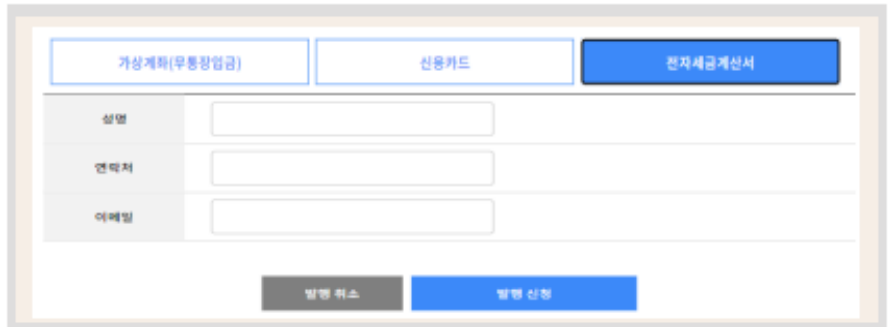 가상계좌(무통장입금) 신용카드 전자세금계산서
성명
연락처
이메일
발행 취소 발행 신청